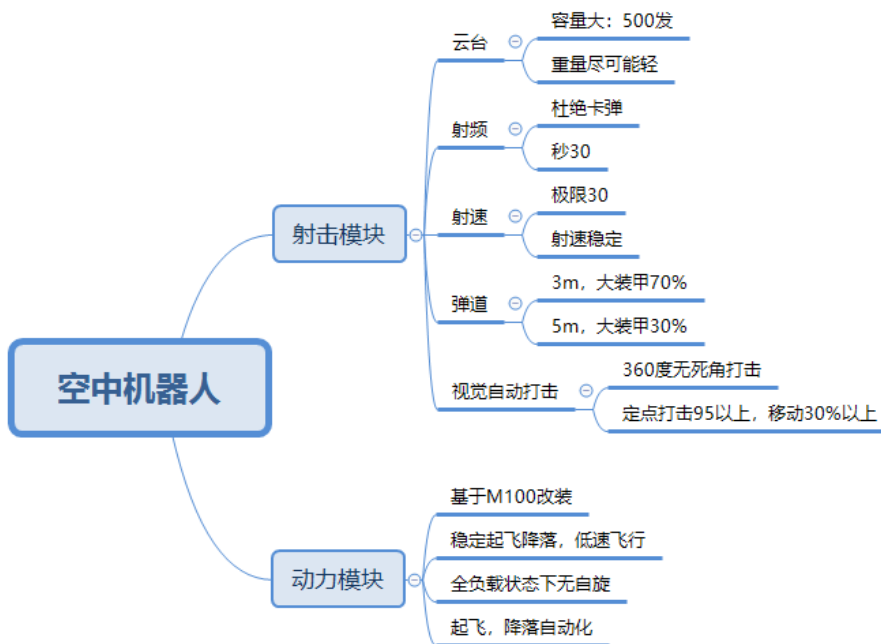 空中机器人
射击模块
云台
容量大：500发
重量尽可能轻
射频
杜绝卡弹
秒30
射速
极限30
射速稳定
弹道
3m，大装甲70%
5m，大装甲30%
视觉自动打击
360度无死角打击
定点打击95以上，移动30%以上
动力模块
基于M100改装
稳定起飞降落，低速飞行
全负载状态下无自旋
起飞，降落自动化